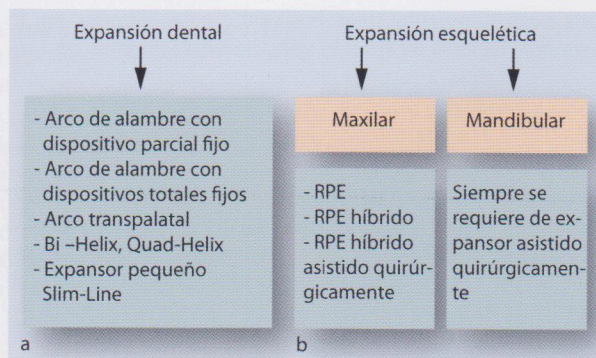 Expansión dental
- Arco de alambre con
dispositivo parcial fijo
- Arco de alambre con
dispositivos totales fijos
- Arco transpalatal
- Bi –Helix, Quad-Helix
- Expansor pequeño
Slim-Line
a
Expansión esquelética
Maxilar
- RPE
- RPE híbrido
- RPE híbrido
asistido quirúr-
gicamente
Mandibular
Siempre se
requiere de ex-
pansor asistido
quirúrgicamen-
te
b